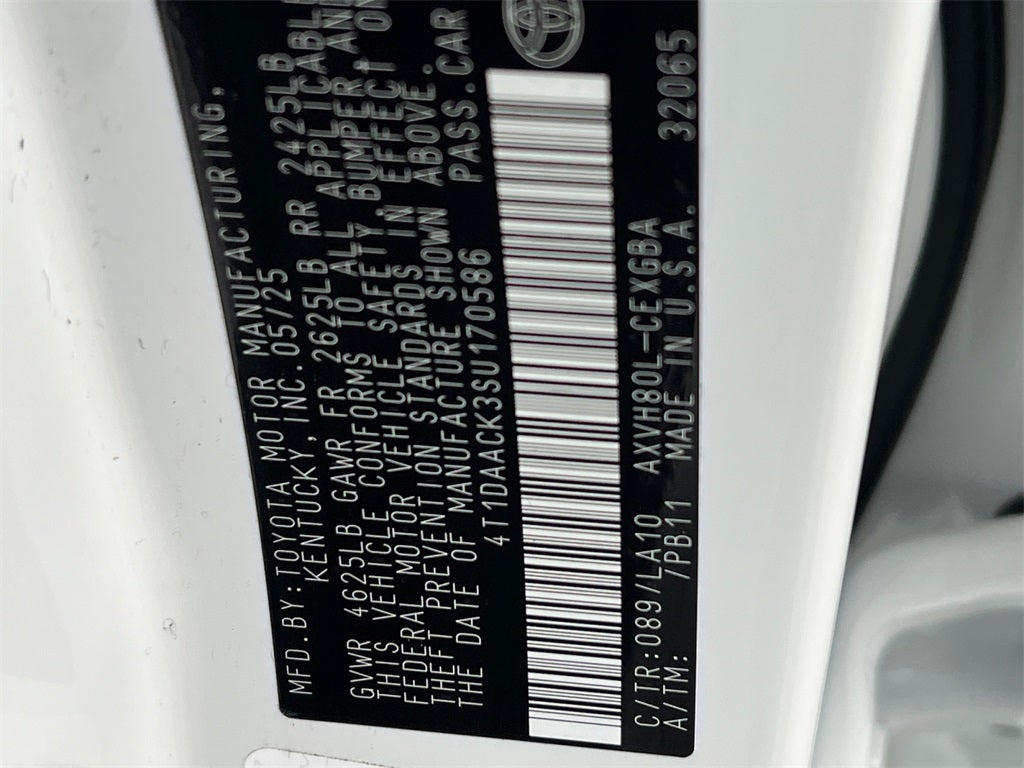 MFD.BY:TOYOTA MOTOR MANUFACTURING,
KENTUCKY,INC.05/25
GVWR 4625LB GAWR FR 2625LB RR 2425LB
THIS VEHICLE CONFORMS TO ALL APPLICABLE
FEDERAL MOTOR VEHICLE SAFETY,BUMPER,AND
THEFT PREVENTION STANDARDS IN EFFECT ON
THE DATE OF MANUFACTURE SHOWN ABOVE.
4T1DAACK3SU170586 PASS.CAR
C/TR:089/LA10 AXVH80L-CEXGBA 32065
A/TM: /PB11 MADE IN U.S.A.